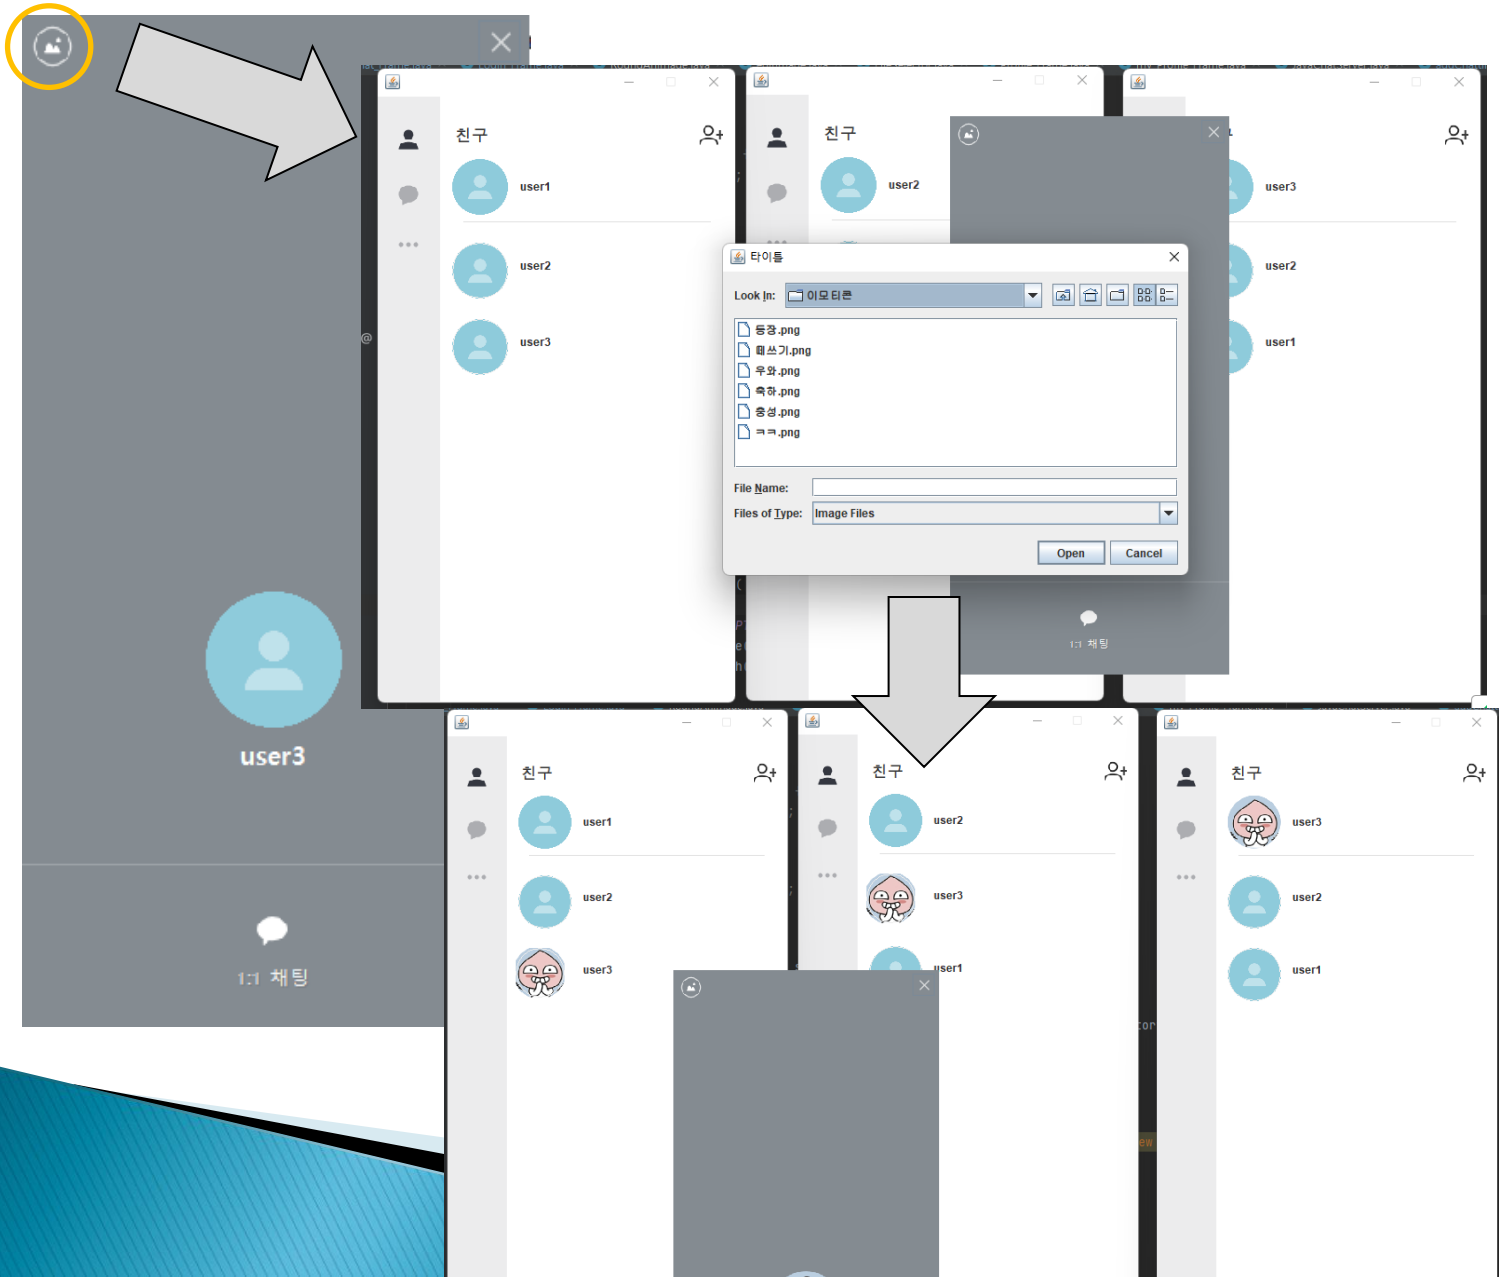 user3
1:1 채팅
친구
user1
user2
user3
친구
user2
user3
user2
user1
타이틀
Look In:
이모티콘
등장.png
떼쓰기.png
우와.png
축하.png
충성.png
ㅋㅋ.png
File Name:
Files of Type:
Image Files
Open
Cancel
1:1 채팅
친구
user1
user2
user3
친구
user2
user3
user1
친구
user3
user2
user1